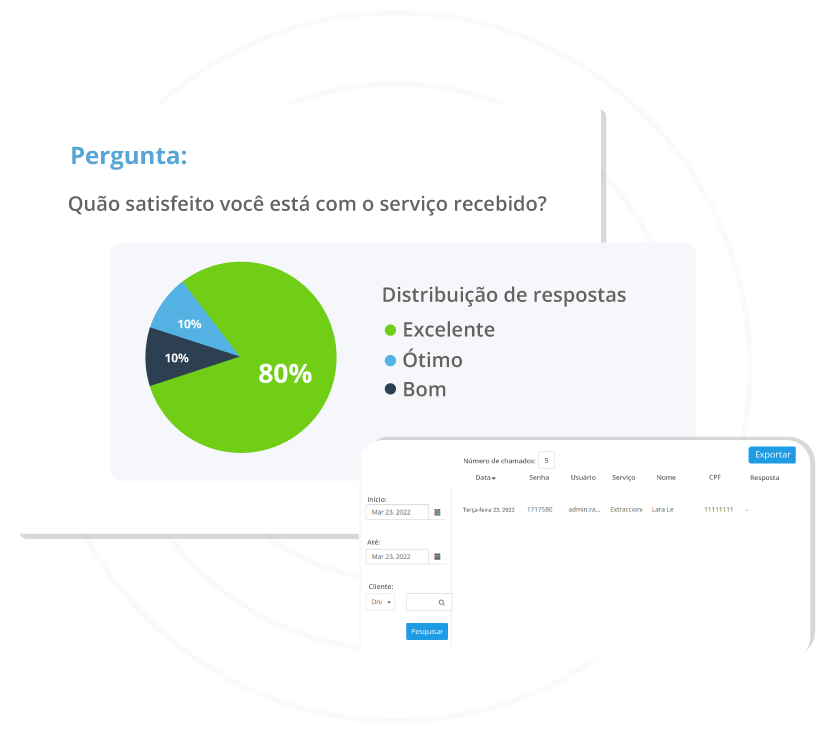 Pergunta:
Quão satisfeito você está com o serviço recebido?
10%
10%
80%
Distribuição de respostas
Excelente
Ótimo
Bom
Exportar
Número de chamados: 5
Data Senha Usuário Serviço Nome CPF Resposta
Terça-feira 23, 2022 1717580 admin.ra... Extraccion Lara Le 11111111 -
Início:
Mar 23, 2022
Até:
Mar 23, 2022
Cliente:
Dni
Pesquisar